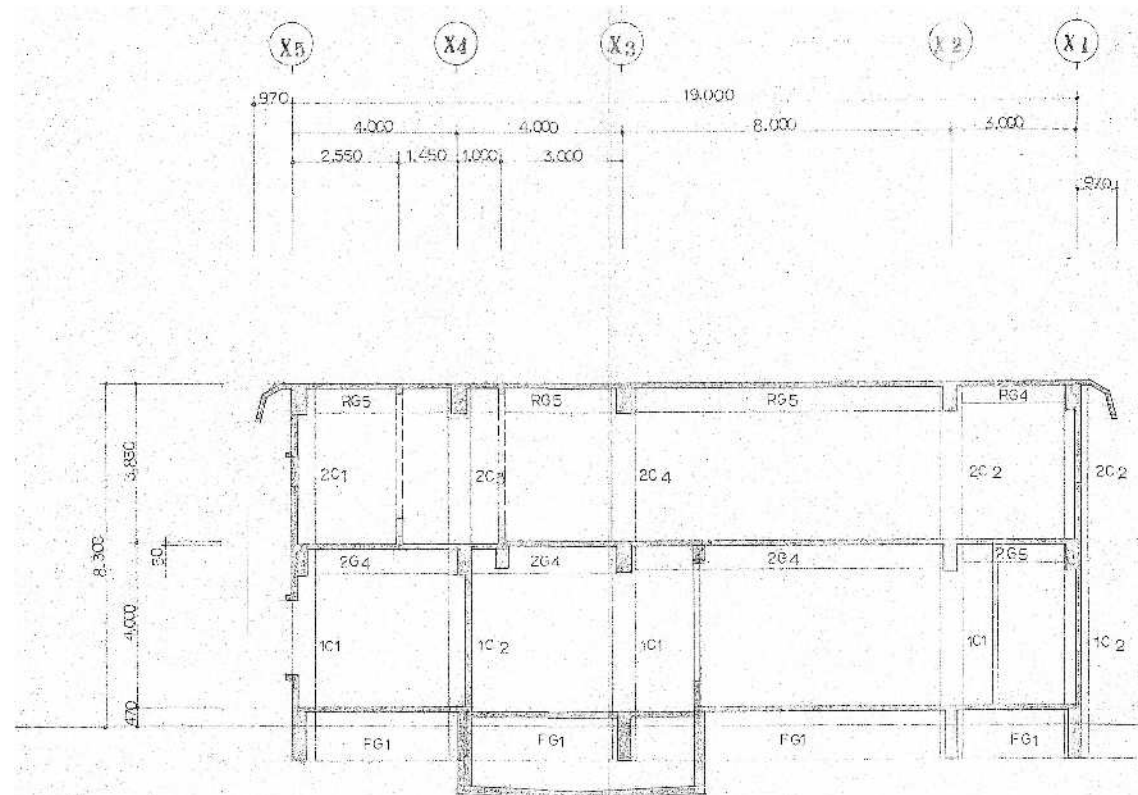 X5 X4 X3 X2 X1
970 19.000
4.000 4.000 8.000 3.000
2.550 1.450 1.000 3.000
970
RG5 RG5 RG5 RG4
3.830
2C1 2C3 2C4 2C2 2C2
8.300
50
2G4 2G4 2G4 2G5
4.000
1C1 1C2 1C1 1C1 1C2
470
FG1 FG1 FG1 FG1